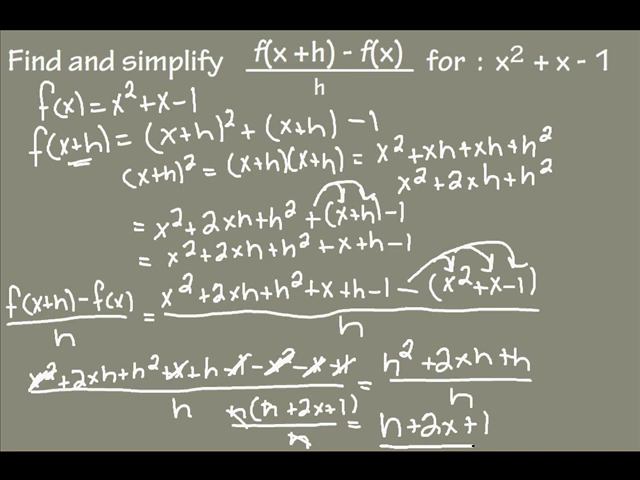 Find and simplify f(x+h) - f(x) / h for : x² + x - 1
f(x) = x²+x-1
f(x+h) = (x+h)² + (x+h) -1
(x+h)² = (x+h)(x+h) = x²+xh+xh+h²
x²+2xh+h²
= x²+2xh+h² +(x+h)-1
= x²+2xh+h²+x+h-1
f(x+h)-f(x) / h = x²+2xh+h²+x+h-1-(x²+x-1) / h
x²+2xh+h²+x+h-1-x²-x+1 / h = h²+2xh+h / h
h(h+2x+1) / h = h+2x+1